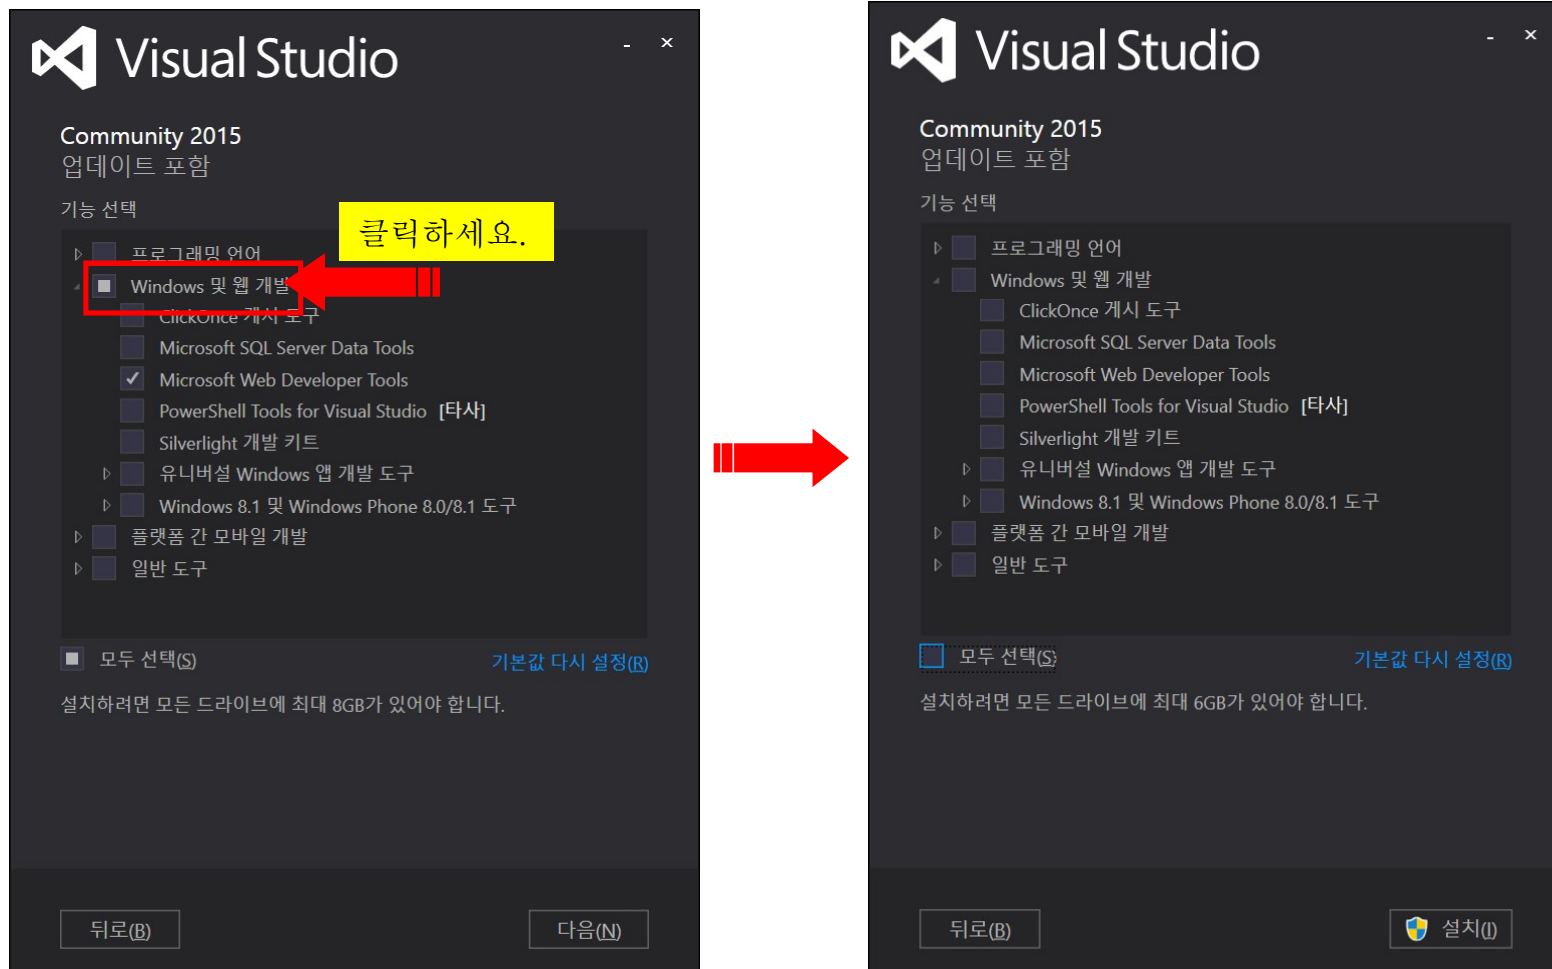 Visual Studio
Community 2015
업데이트 포함
기능 선택
클릭하세요.
프로그래밍 언어
Windows 및 웹 개발
ClickOnce 게시 도구
Microsoft SQL Server Data Tools
Microsoft Web Developer Tools
PowerShell Tools for Visual Studio [타사]
Silverlight 개발 키트
유니버설 Windows 앱 개발 도구
Windows 8.1 및 Windows Phone 8.0/8.1 도구
플랫폼 간 모바일 개발
일반 도구
모두 선택(S)
기본값 다시 설정(R)
설치하려면 모든 드라이브에 최대 8GB가 있어야 합니다.
뒤로(B)
다음(N)
Visual Studio
Community 2015
업데이트 포함
기능 선택
프로그래밍 언어
Windows 및 웹 개발
ClickOnce 게시 도구
Microsoft SQL Server Data Tools
Microsoft Web Developer Tools
PowerShell Tools for Visual Studio [타사]
Silverlight 개발 키트
유니버설 Windows 앱 개발 도구
Windows 8.1 및 Windows Phone 8.0/8.1 도구
플랫폼 간 모바일 개발
일반 도구
모두 선택(S)
기본값 다시 설정(R)
설치하려면 모든 드라이브에 최대 6GB가 있어야 합니다.
뒤로(B)
설치(I)